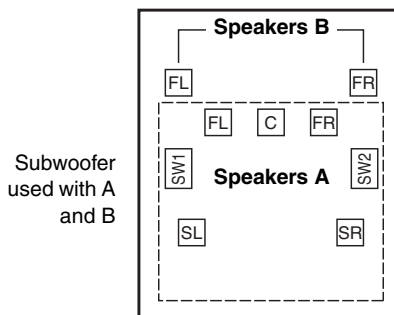 Speakers B
FL
FR
FL
C
FR
Subwoofer
used with A
and B
SW1
Speakers A
SW2
SL
SR